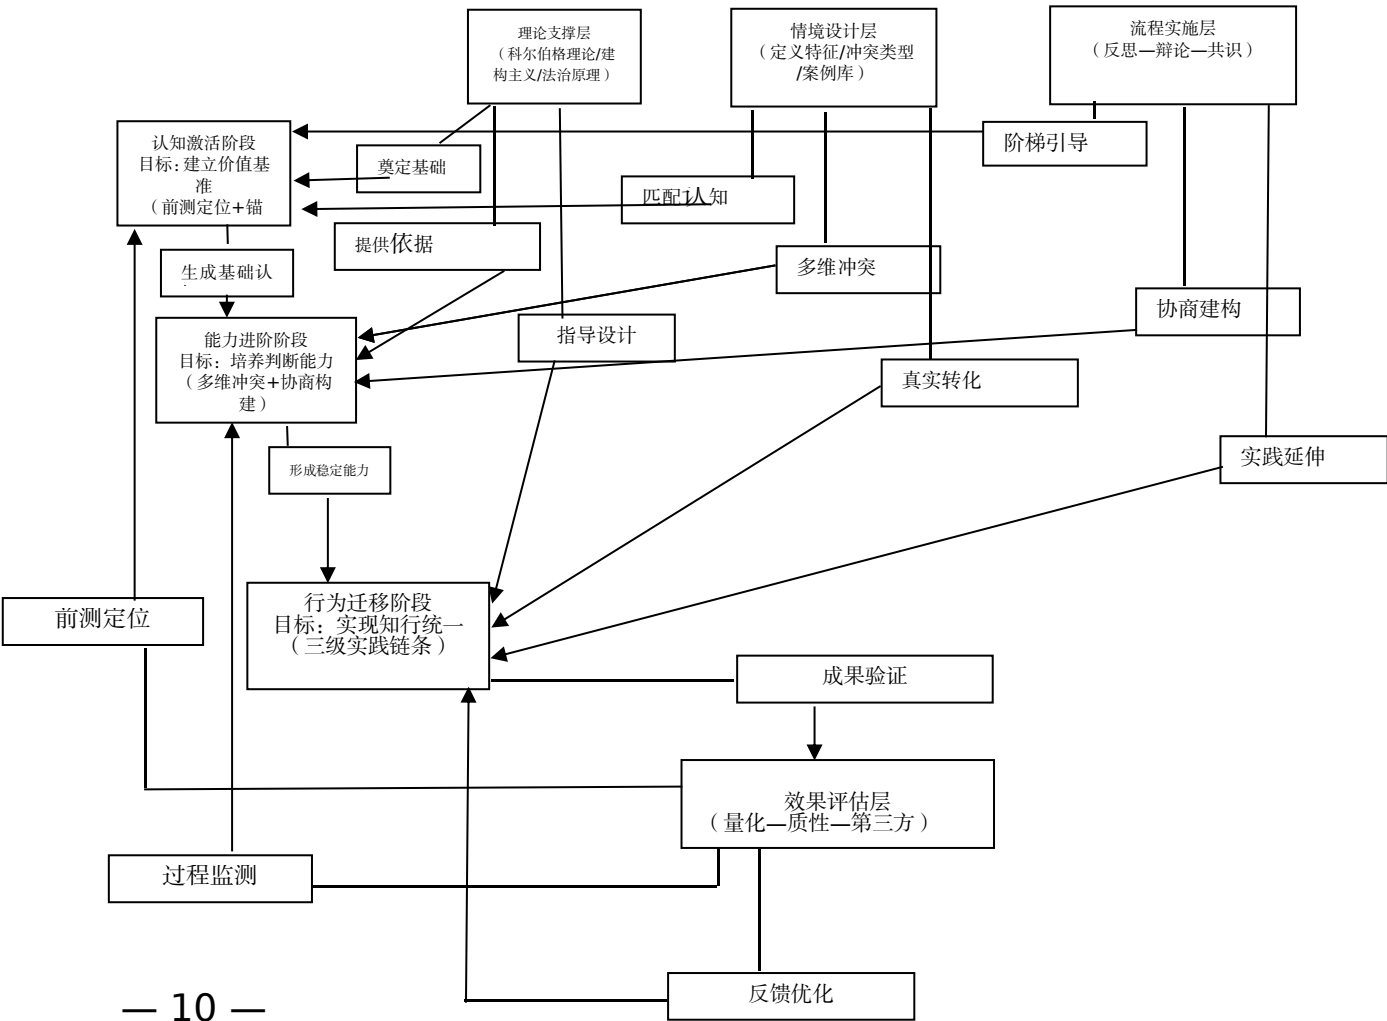 理论支撑层
（科尔伯格理论/建
构主义/法治原理）
情境设计层
（定义特征/冲突类型
/案例库）
流程实施层
（反思—辩论—共识）
阶梯引导
认知激活阶段
目标：建立价值基
准
（前测定位+锚
奠定基础
匹配认知
提供依据
生成基础认
多维冲突
协商建构
指导设计
能力进阶阶段
目标：培养判断能力
（多维冲突+协商构
建）
真实转化
形成稳定能力
实践延伸
行为迁移阶段
目标：实现知行统一
（三级实践链条）
前测定位
成果验证
效果评估层
（量化—质性—第三方）
过程监测
反馈优化
— 10 —